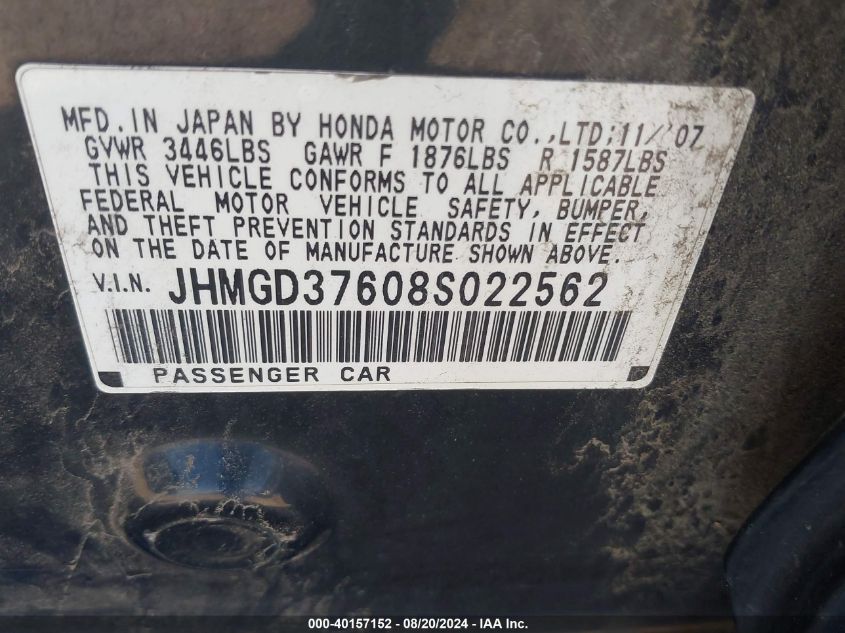 MFD. IN JAPAN BY HONDA MOTOR CO., LTD; 11/'07
GVWR 3446LBS GAWR F 1876LBS R 1587LBS
THIS VEHICLE CONFORMS TO ALL APPLICABLE
FEDERAL MOTOR VEHICLE SAFETY, BUMPER,
AND THEFT PREVENTION STANDARDS IN EFFECT
ON THE DATE OF MANUFACTURE SHOWN ABOVE.
V.I.N. JHMGD37608S022562
PASSENGER CAR
000-40157152 | 08/20/2024 | IAA Inc.